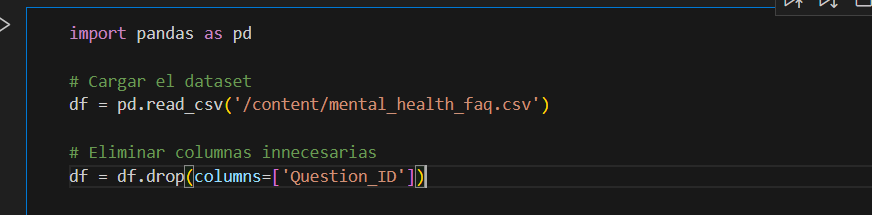 import pandas as pd
# Cargar el dataset
df = pd.read_csv('/content/mental_health_faq.csv')
# Eliminar columnas innecesarias
df = df.drop(columns=['Question_ID'])